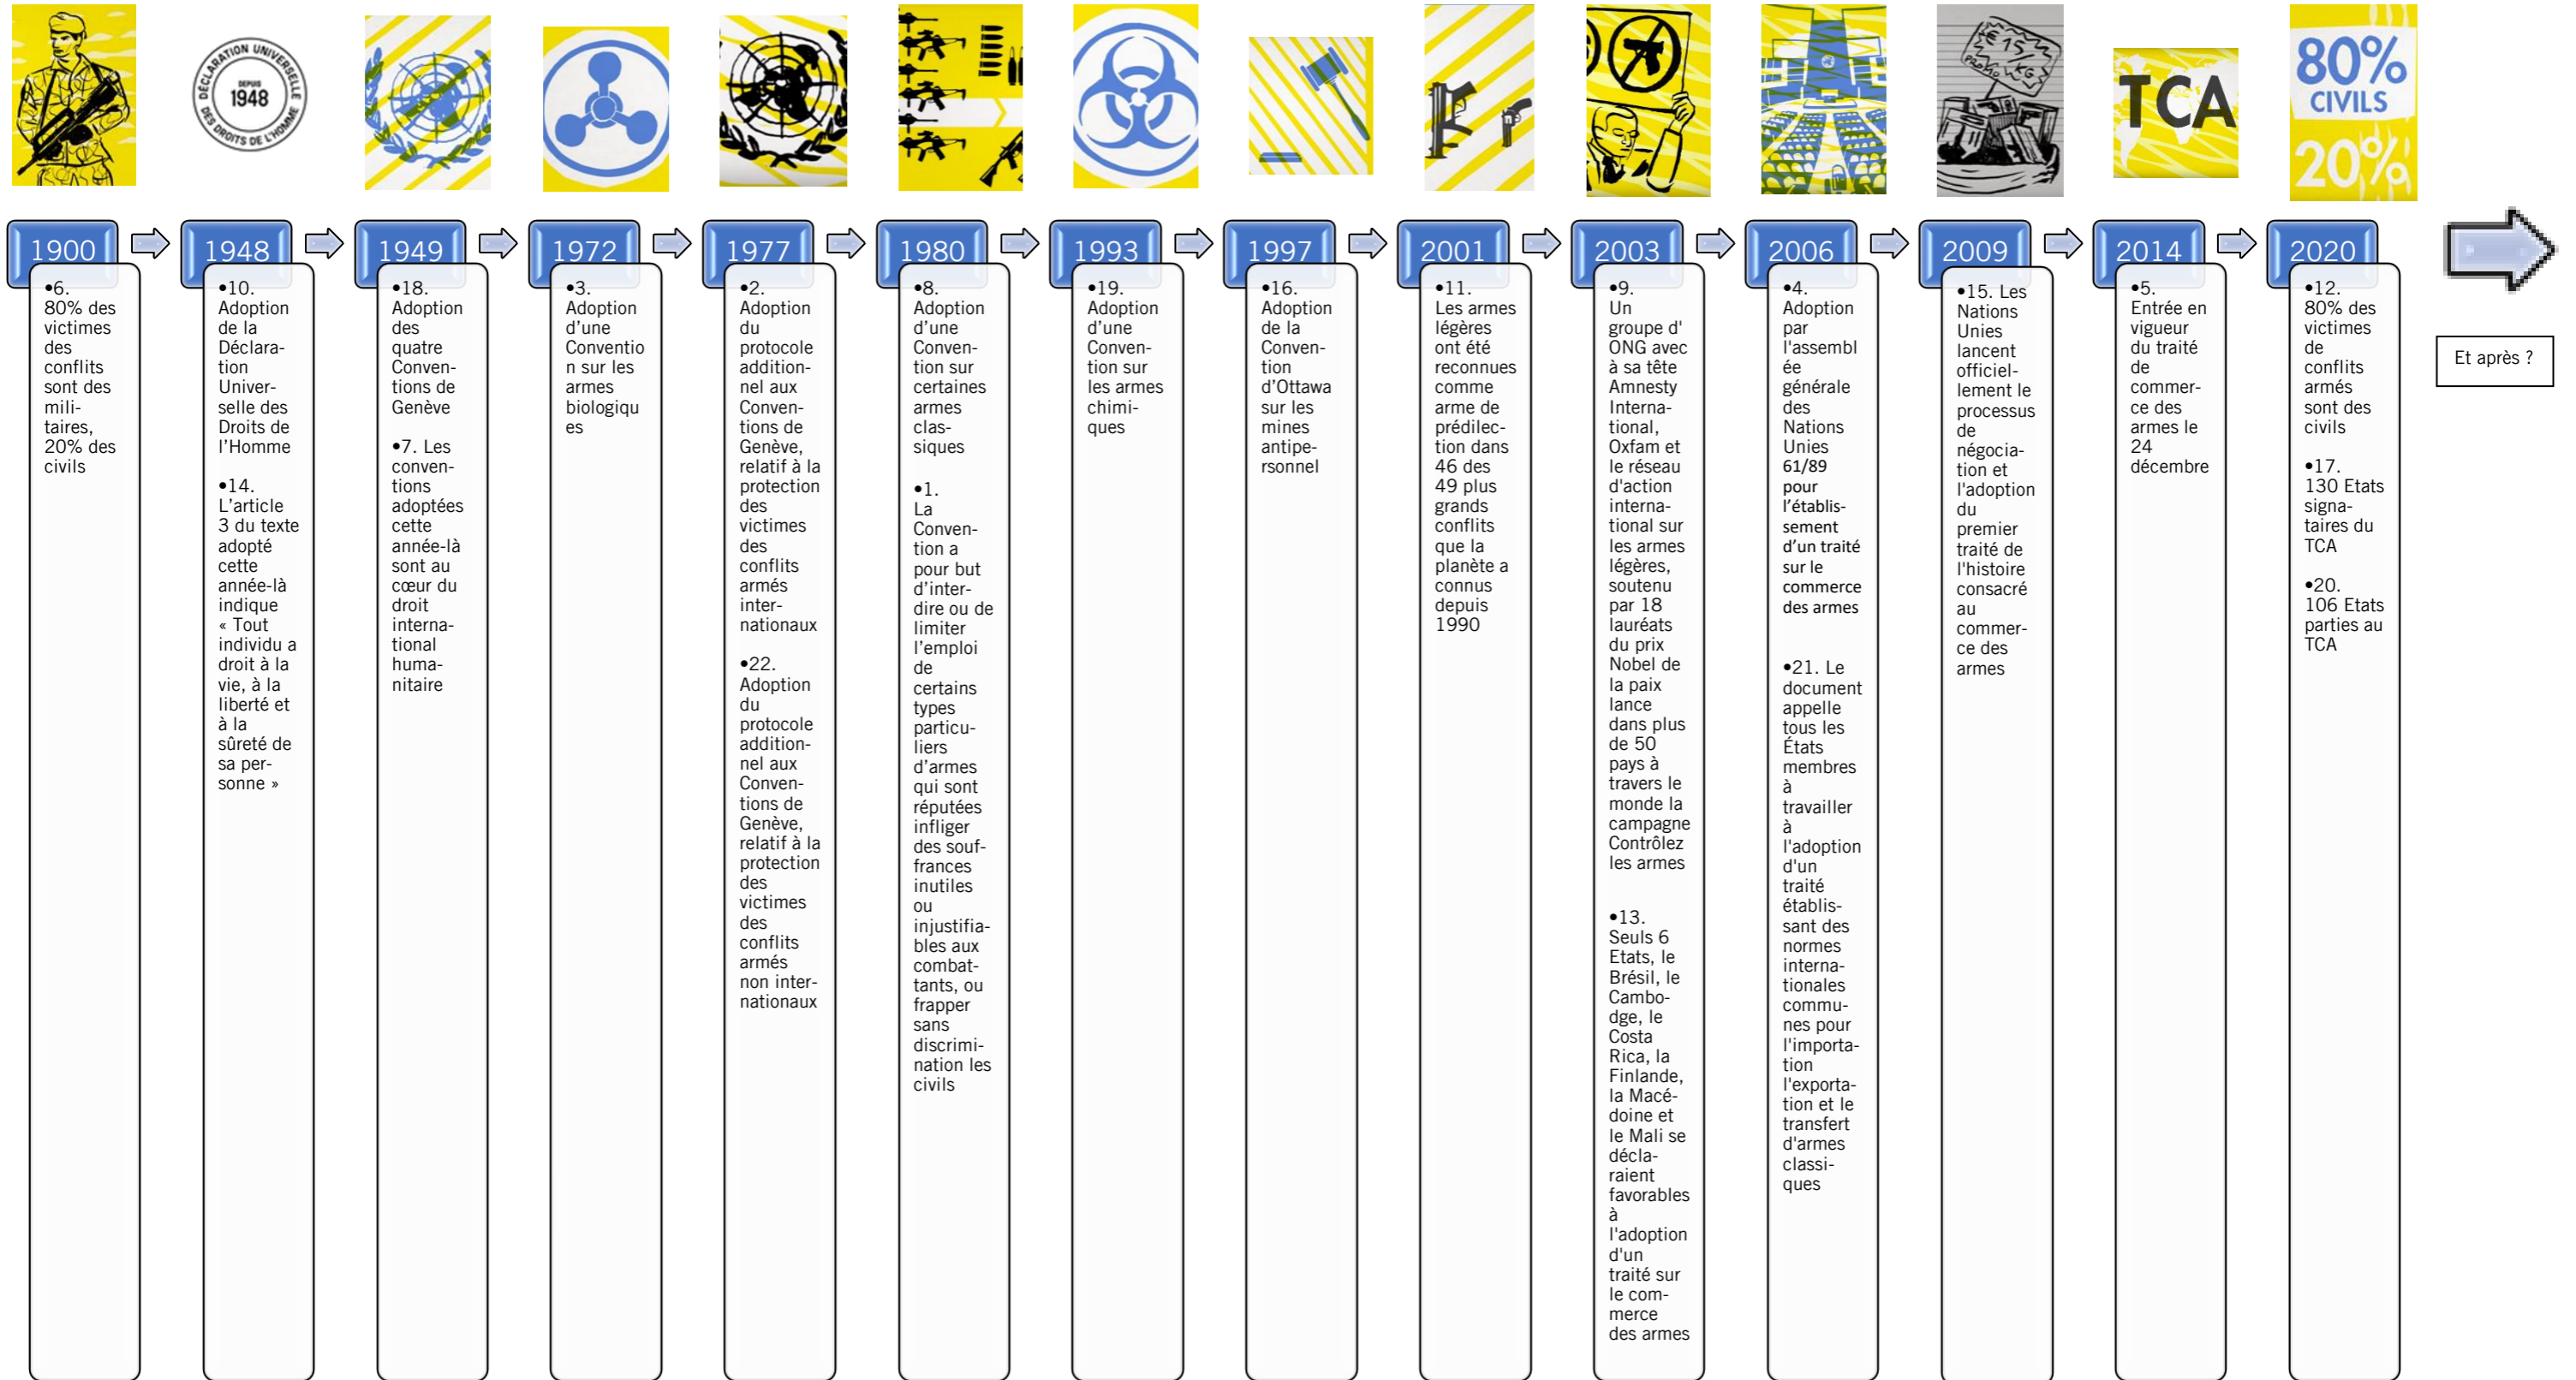 DÉCLARATION UNIVERSELLE
DEPUIS
1948
DES DROITS DE L'HOMME
€ 15/
KG
PROMO
TCA
80%
CIVILS
20%
1900
•6.
80% des
victimes
des
conflits
sont des
mili-
taires,
20% des
civils
1948
•10.
Adoption
de la
Déclara-
tion
Univer-
selle des
Droits de
l’Homme
•14.
L’article
3 du texte
adopté
cette
année-là
indique
« Tout
individu a
droit à la
vie, à la
liberté et
à la
sûreté de
sa per-
sonne »
1949
•18.
Adoption
des
quatre
Conven-
tions de
Genève
•7. Les
conven-
tions
adoptées
cette
année-là
sont au
cœur du
droit
interna-
tional
huma-
nitaire
1972
•3.
Adoption
d’une
Conventio
n sur les
armes
biologiqu
es
1977
•2.
Adoption
du
protocole
addition-
nel aux
Conven-
tions de
Genève,
relatif à la
protection
des
victimes
des
conflits
armés
inter-
nationaux
•22.
Adoption
du
protocole
addition-
nel aux
Conven-
tions de
Genève,
relatif à la
protection
des
victimes
des
conflits
armés
non inter-
nationaux
1980
•8.
Adoption
d’une
Conven-
tion sur
certaines
armes
clas-
siques
•1.
La
Conven-
tion a
pour but
d’inter-
dire ou de
limiter
l’emploi
de
certains
types
particu-
liers
d’armes
qui sont
réputées
infliger
des souf-
frances
inutiles
ou
injustifia-
bles aux
combat-
tants, ou
frapper
sans
discrimi-
nation les
civils
1993
•19.
Adoption
d’une
Conven-
tion sur
les armes
chimi-
ques
1997
•16.
Adoption
de la
Conven-
tion
d’Ottawa
sur les
mines
antipe-
rsonnel
2001
•11.
Les armes
légères
ont été
reconnues
comme
arme de
prédilec-
tion dans
46 des
49 plus
grands
conflits
que la
planète a
connus
depuis
1990
2003
•9.
Un
groupe d'
ONG avec
à sa tête
Amnesty
Interna-
tional,
Oxfam et
le réseau
d'action
interna-
tional sur
les armes
légères,
soutenu
par 18
lauréats
du prix
Nobel de
la paix
lance
dans plus
de 50
pays à
travers le
monde la
campagne
Contrôlez
les armes
•13.
Seuls 6
Etats, le
Brésil, le
Cambo-
dge, le
Costa
Rica, la
Finlande,
la Macé-
doine et
le Mali se
décla-
raient
favorables
à
l'adoption
d'un
traité sur
le com-
merce
des armes
2006
•4.
Adoption
par
l'assembl
ée
générale
des
Nations
Unies
61/89
pour
l’établis-
sement
d’un traité
sur le
commerce
des armes
•21. Le
document
appelle
tous les
États
membres
à
travailler
à
l'adoption
d'un
traité
établis-
sant des
normes
interna-
tionales
commu-
nes pour
l'importa-
tion
l'exporta-
tion et le
transfert
d'armes
classi-
ques
2009
•15. Les
Nations
Unies
lancent
officiel-
lement le
processus
de
négocia-
tion et
l'adoption
du
premier
traité de
l'histoire
consacré
au
commer-
ce des
armes
2014
•5.
Entrée en
vigueur
du traité
de
commer-
ce des
armes le
24
décembre
2020
•12.
80% des
victimes
de
conflits
armés
sont des
civils
•17.
130 Etats
signa-
taires du
TCA
•20.
106 Etats
parties au
TCA
Et après ?